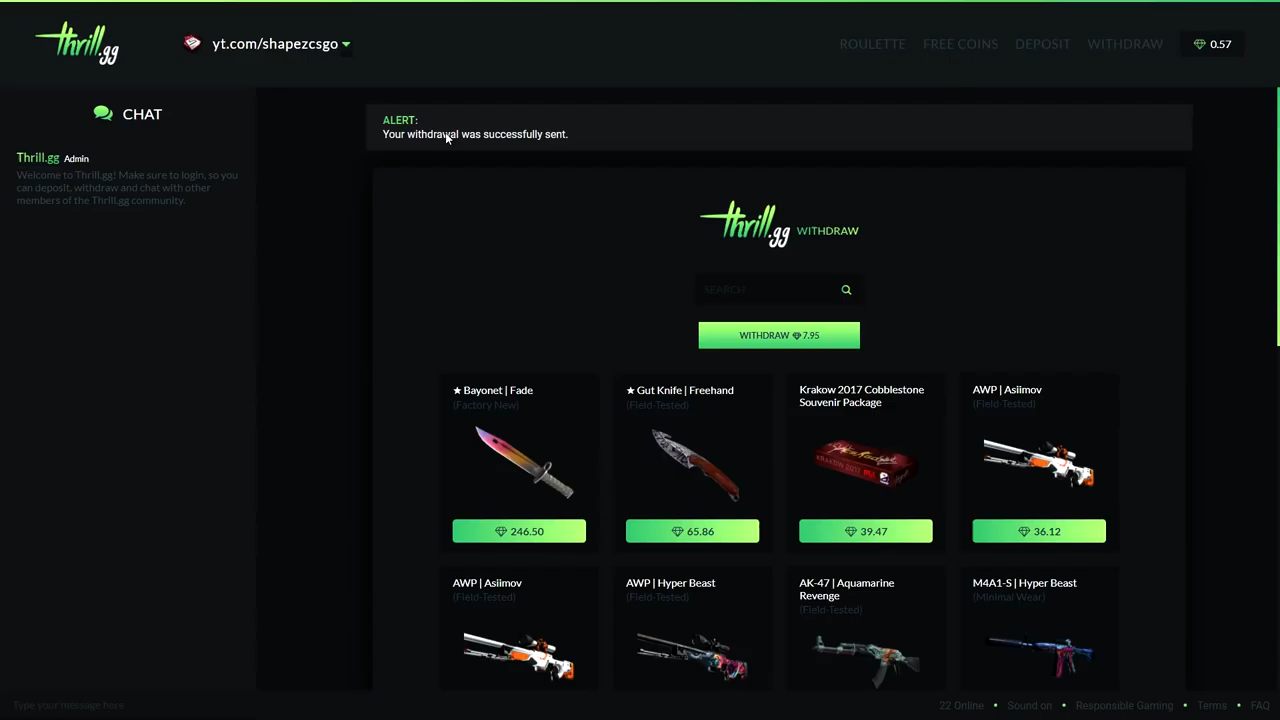 thrill.gg
yt.com/shapezcsgo
ROULETTE FREE COINS DEPOSIT WITHDRAW 0.57
CHAT
Thrill.gg Admin
Welcome to Thrill.gg! Make sure to login, so you
can deposit, withdraw and chat with other
members of the Thrill.gg community.
ALERT:
Your withdrawal was successfully sent.
thrill.gg WITHDRAW
SEARCH
WITHDRAW 7.95
★ Bayonet | Fade
(Factory New)
246.50
★ Gut Knife | Freehand
(Field-Tested)
65.86
Krakow 2017 Cobblestone
Souvenir Package
39.47
AWP | Asiimov
(Field-Tested)
36.12
AWP | Asiimov
(Field-Tested)
AWP | Hyper Beast
(Field-Tested)
AK-47 | Aquamarine
Revenge
(Field-Tested)
M4A1-S | Hyper Beast
(Minimal Wear)
Type your message here
22 Online • Sound on • Responsible Gaming • Terms • FAQ